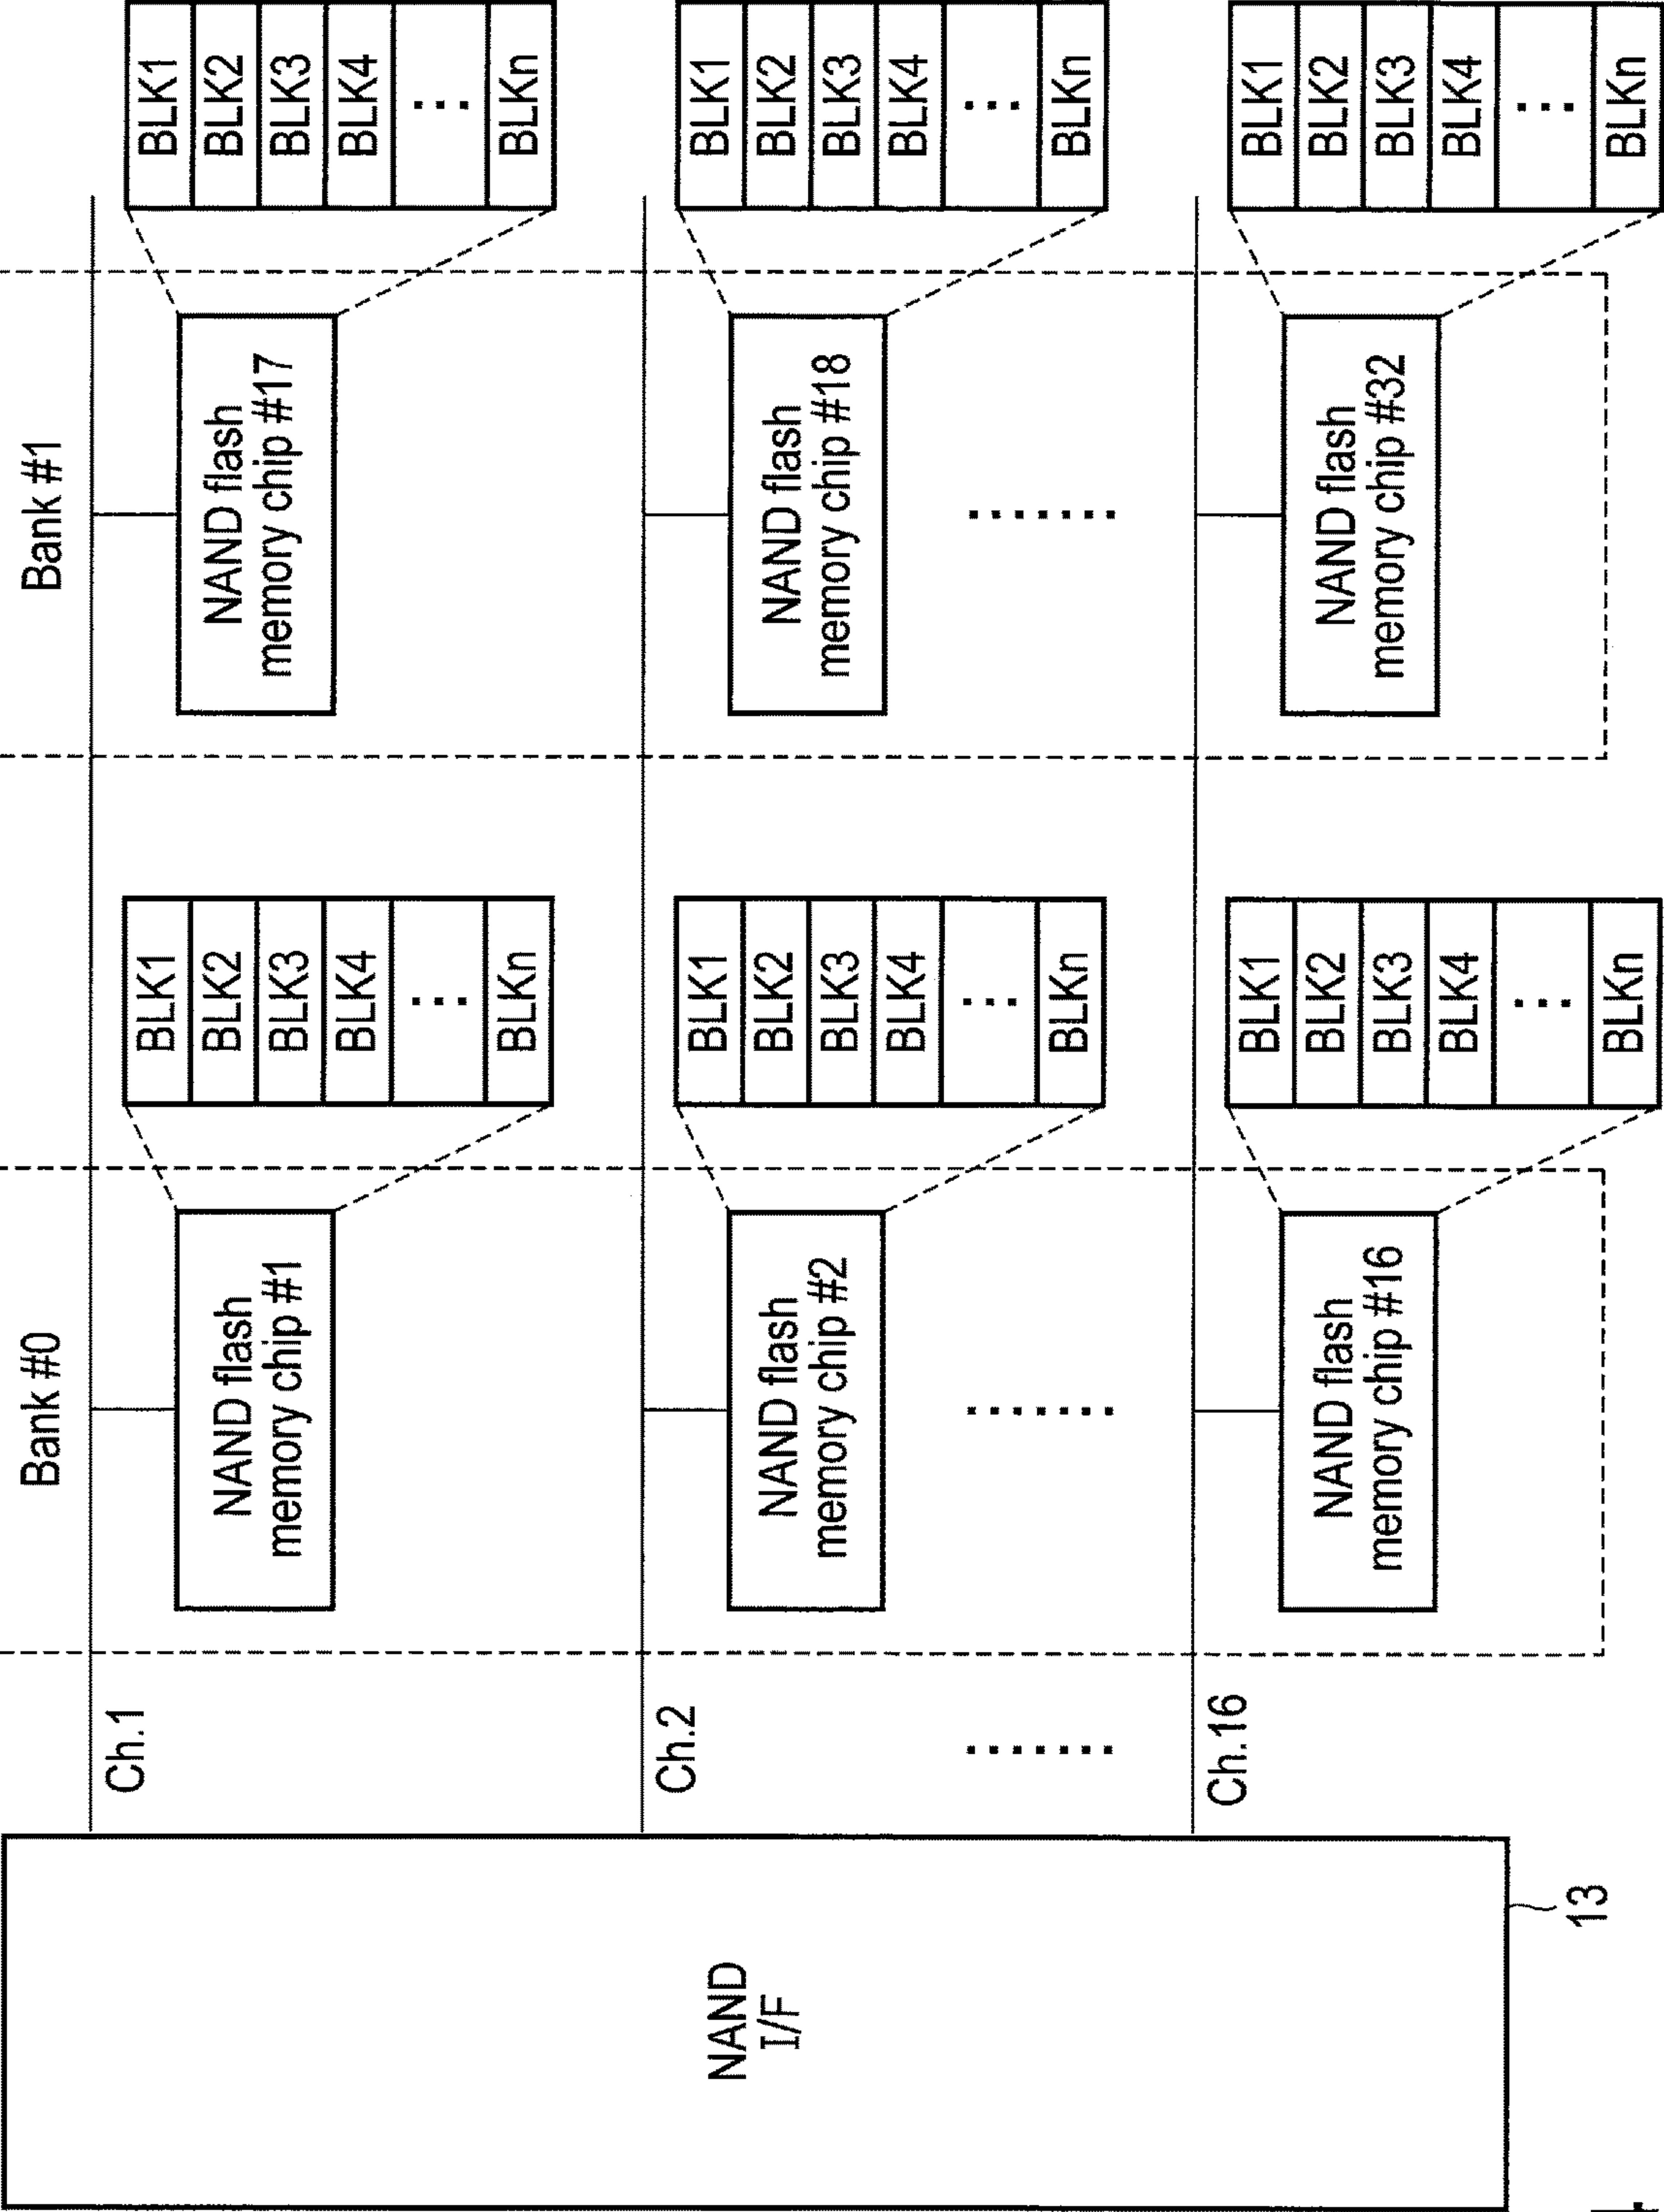 Bank #0
Bank #1
Ch.1
NAND flash
memory chip #1
BLK1
BLK2
BLK3
BLK4
...
BLKn
NAND flash
memory chip #17
BLK1
BLK2
BLK3
BLK4
...
BLKn
Ch.2
NAND flash
memory chip #2
BLK1
BLK2
BLK3
BLK4
...
BLKn
NAND flash
memory chip #18
BLK1
BLK2
BLK3
BLK4
...
BLKn
NAND
I/F
.......
.......
.......
Ch.16
NAND flash
memory chip #16
BLK1
BLK2
BLK3
BLK4
...
BLKn
NAND flash
memory chip #32
BLK1
BLK2
BLK3
BLK4
...
BLKn
13